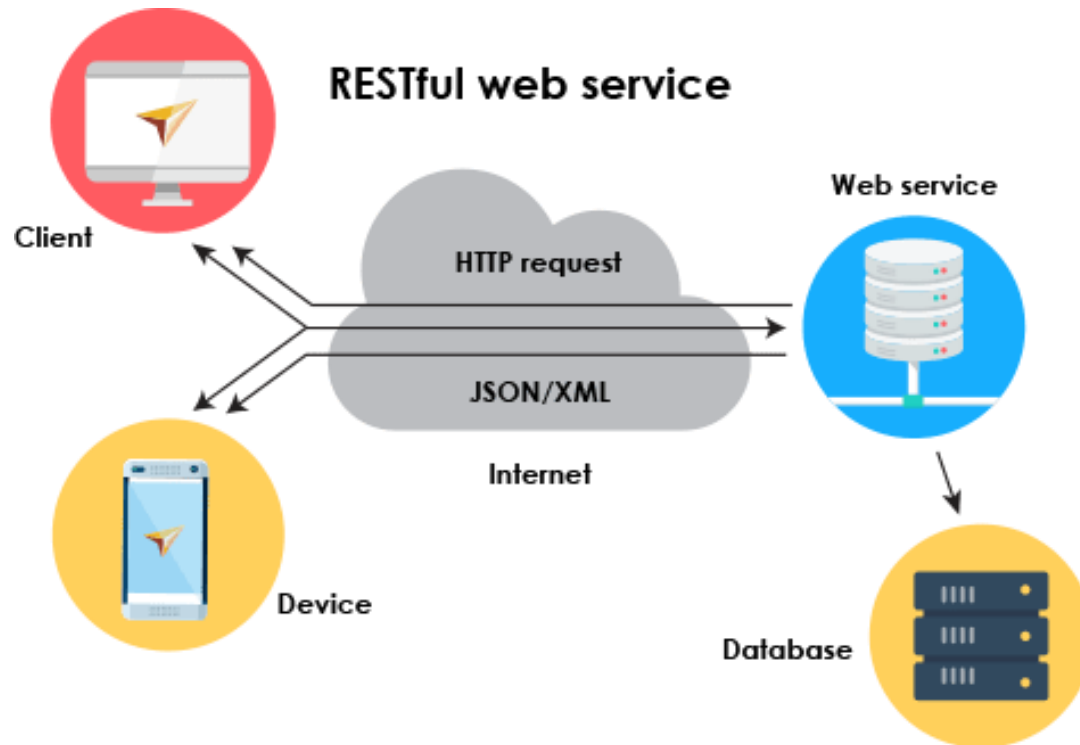 RESTful web service
Web service
Client
HTTP request
JSON/XML
Internet
Device
Database